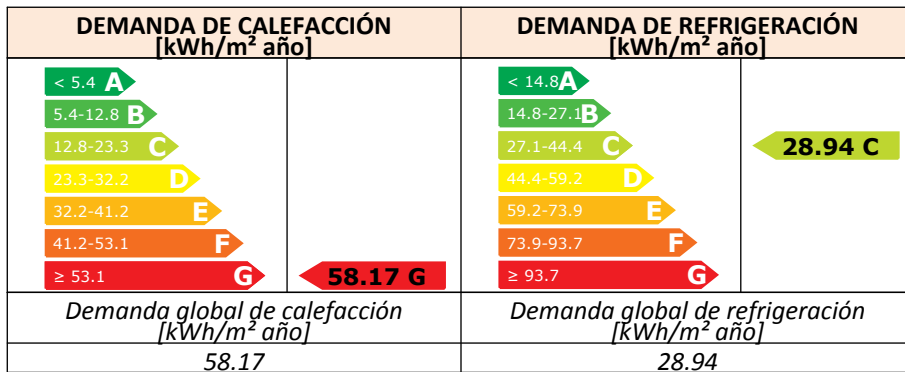 DEMANDA DE CALEFACCIÓN
[kWh/m² año]
DEMANDA DE REFRIGERACIÓN
[kWh/m² año]
< 5.4 A
5.4-12.8 B
12.8-23.3 C
23.3-32.2 D
32.2-41.2 E
41.2-53.1 F
≥ 53.1 G
58.17 G
< 14.8 A
14.8-27.1 B
27.1-44.4 C
44.4-59.2 D
59.2-73.9 E
73.9-93.7 F
≥ 93.7 G
28.94 C
Demanda global de calefacción
[kWh/m² año]
Demanda global de refrigeración
[kWh/m² año]
58.17
28.94